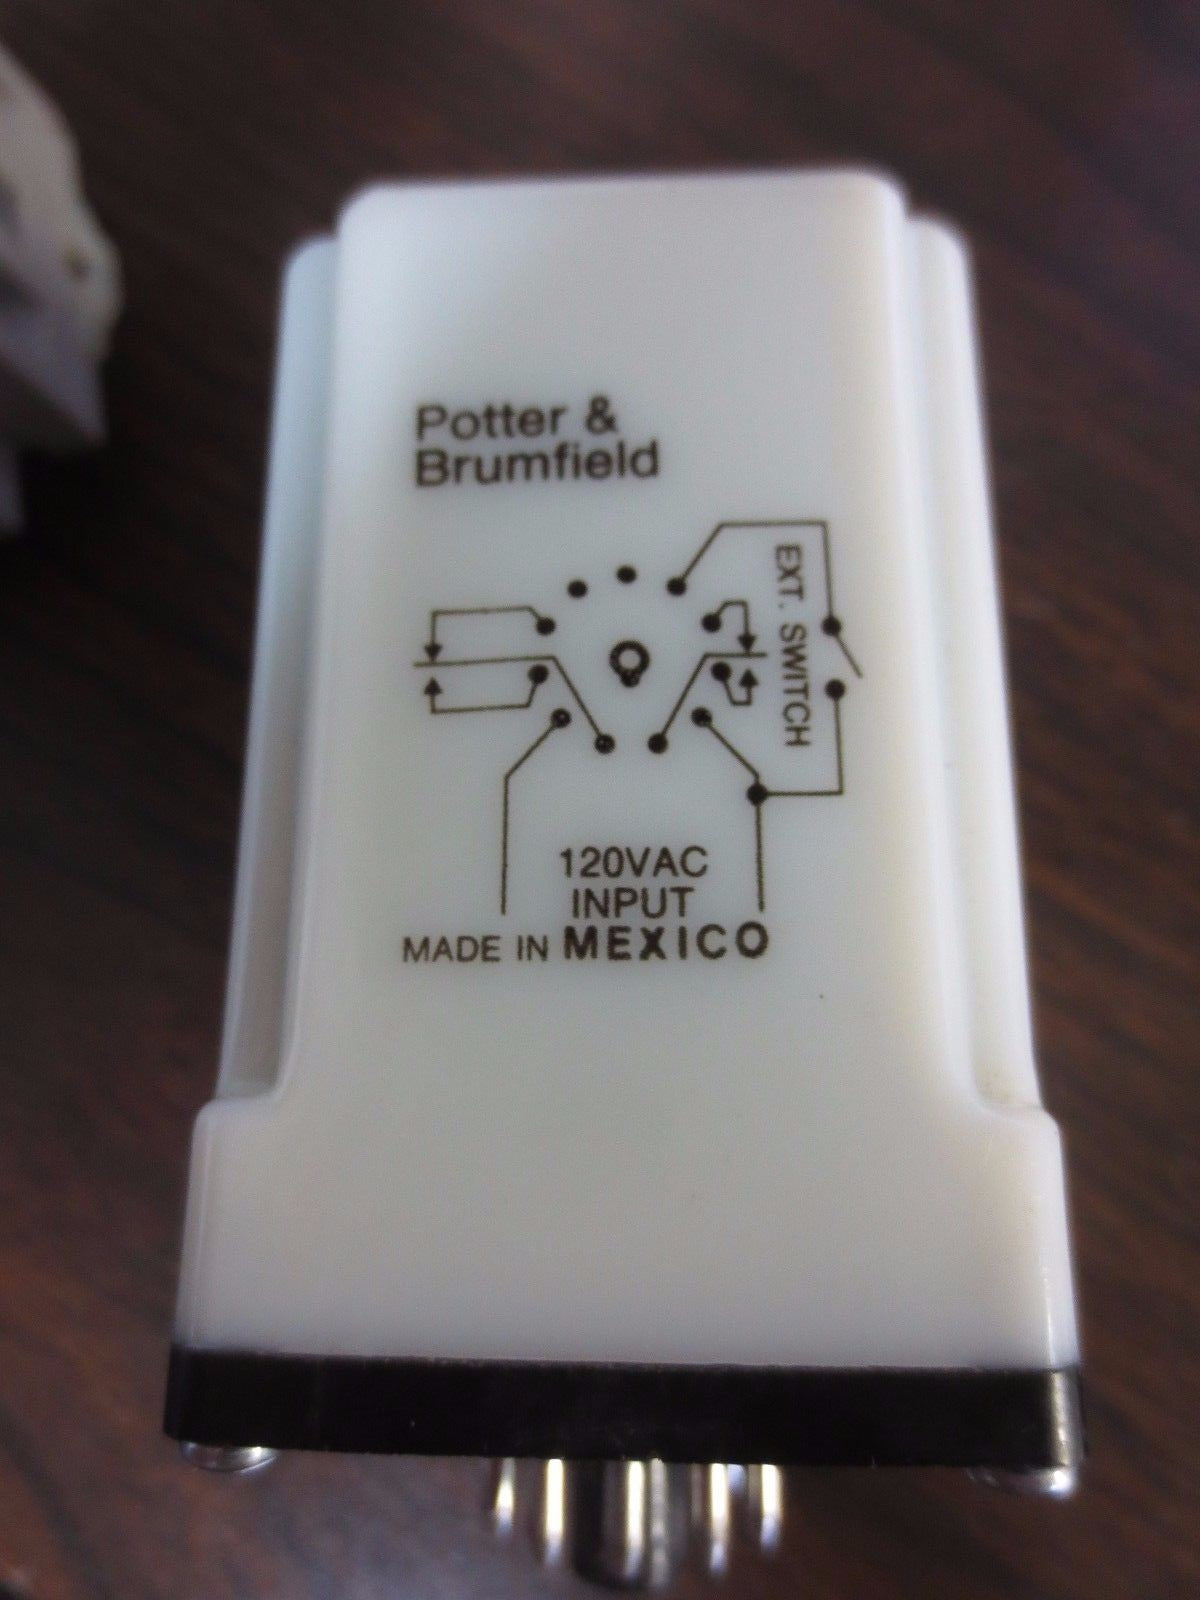 Potter &
Brumfield
EXT. SWITCH
120VAC
INPUT
MADE IN MEXICO